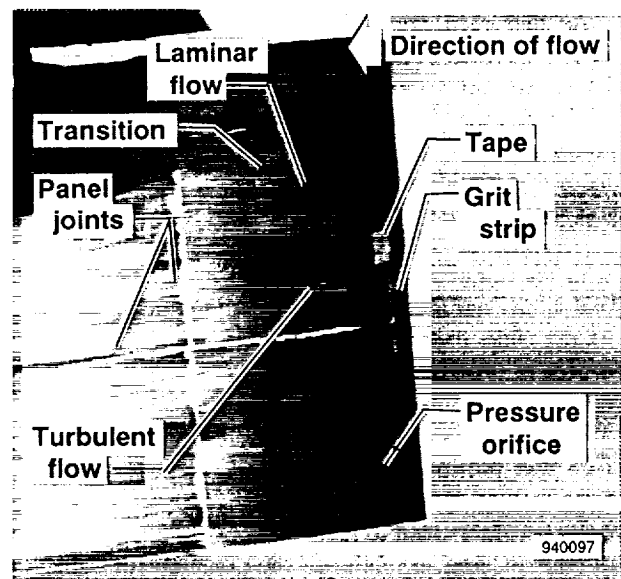 Direction of flow
Laminar
flow
Transition
Tape
Panel
joints
Grit
strip
Turbulent
flow
Pressure
orifice
940097